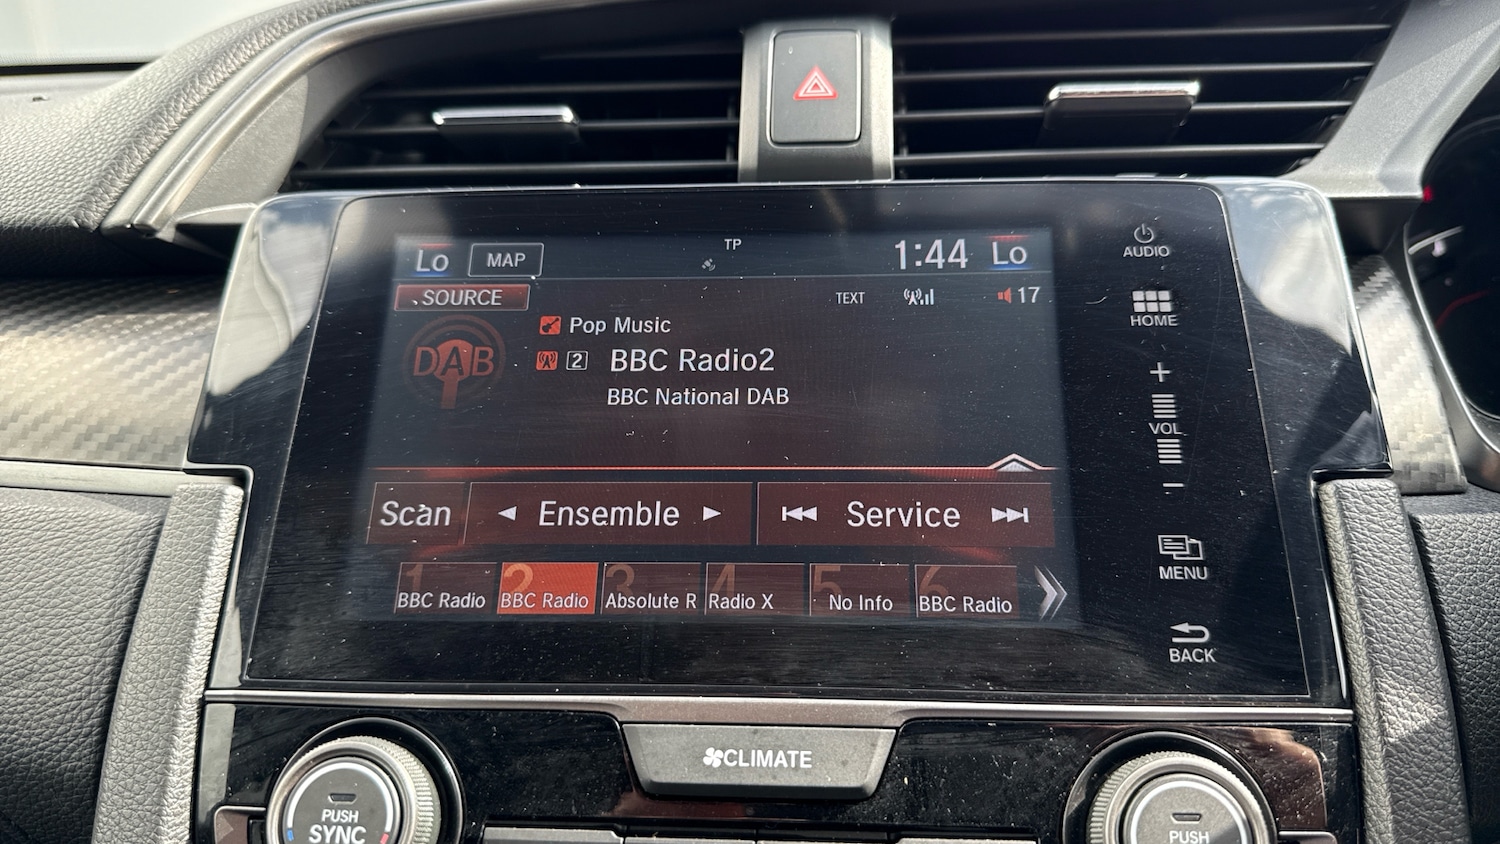 Lo MAP TP 1:44 Lo
SOURCE TEXT 17
Pop Music
DAB 2 BBC Radio2
BBC National DAB
Scan Ensemble Service
1 2 3 4 5 6
BBC Radio BBC Radio Absolute R Radio X No Info BBC Radio
AUDIO
HOME
+
VOL
-
MENU
BACK
CLIMATE
PUSH
SYNC
PUSH